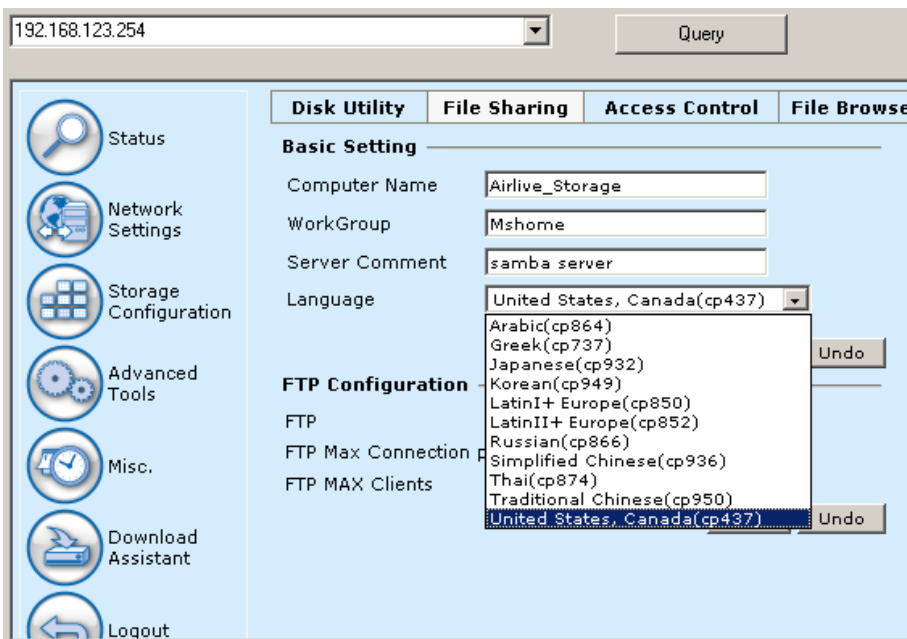 192.168.123.254
Query
Status
Network
Settings
Storage
Configuration
Advanced
Tools
Misc.
Download
Assistant
Logout
Disk Utility
File Sharing
Access Control
File Browse
Basic Setting
Computer Name
Airlive_Storage
WorkGroup
Mshome
Server Comment
samba server
Language
United States, Canada(cp437)
Arabic(cp864)
Greek(cp737)
Japanese(cp932)
Korean(cp949)
LatinI+ Europe(cp850)
LatinII+ Europe(cp852)
Russian(cp866)
Simplified Chinese(cp936)
Thai(cp874)
Traditional Chinese(cp950)
United States, Canada(cp437)
Undo
FTP Configuration
FTP
FTP Max Connection p
FTP MAX Clients
Undo